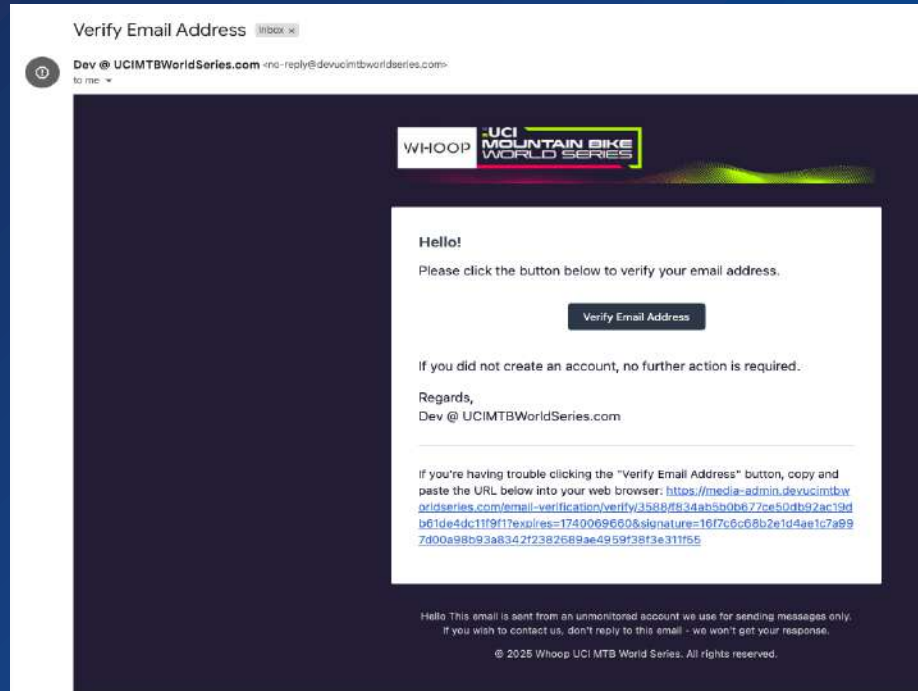 Verify Email Address Inbox ×
Dev @ UCIMTBWorldSeries.com <no-reply@devucimtbworldseries.com>
to me
WHOOP UCI
MOUNTAIN BIKE
WORLD SERIES
Hello!
Please click the button below to verify your email address.
Verify Email Address
If you did not create an account, no further action is required.
Regards,
Dev @ UCIMTBWorldSeries.com
If you're having trouble clicking the "Verify Email Address" button, copy and
paste the URL below into your web browser: https://media-admin.devucimtbw
orldseries.com/email-verification/verify/3588/f834ab5b0b677ce50db92ac19d
b61de4dc11f9f1?expires=1740069660&signature=16f7c6c68b2e1d4ae1c7a99
7d00a98b93a8342f2382689ae4959f38f3e311f55
Hello This email is sent from an unmonitored account we use for sending messages only.
If you wish to contact us, don't reply to this email - we won't get your response.
© 2025 Whoop UCI MTB World Series. All rights reserved.